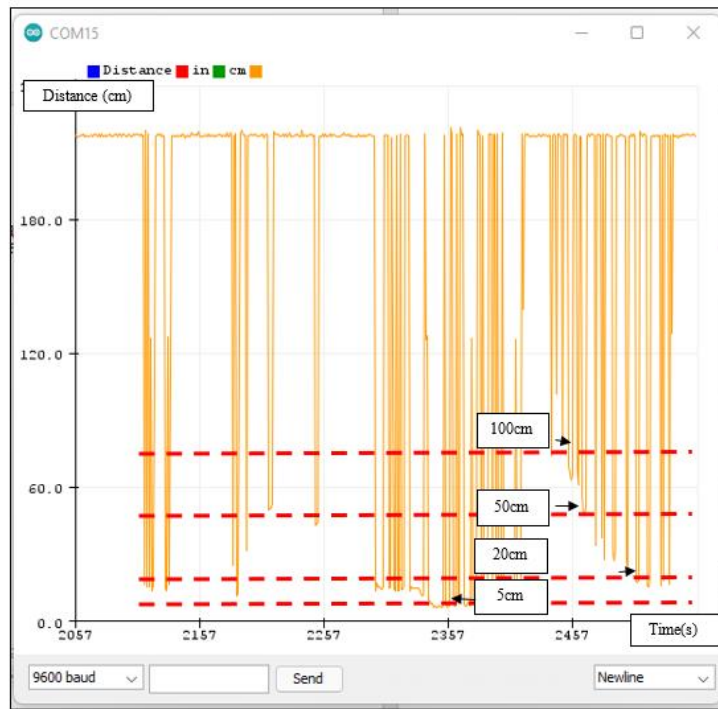 COM15
Distance in cm
Distance (cm)
180.0
120.0
100cm
60.0
50cm
20cm
5cm
0.0
Time(s)
2057 2157 2257 2357 2457
9600 baud Send Newline